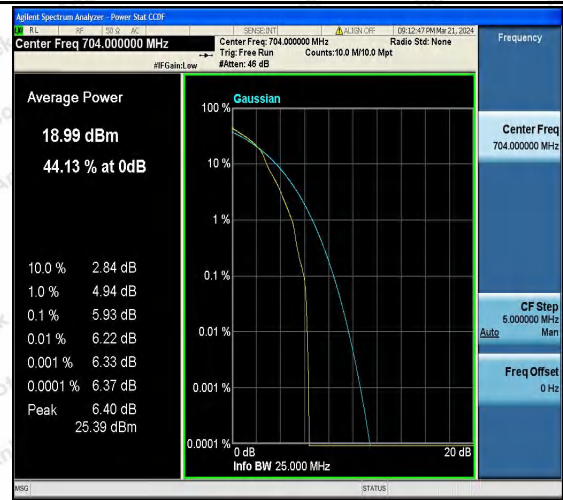 Agilent Spectrum Analyzer - Power Stat CCDF
RL RF 50 Ω AC SENSE:INT ALIGN OFF 09:12:47 PM Mar 21, 2024
Center Freq 704.000000 MHz
Center Freq: 704.000000 MHz Radio Std: None
Trig: Free Run Counts:10.0 M/10.0 Mpt
#IFGain:Low #Atten: 46 dB
Frequency
Average Power
18.99 dBm
44.13 % at 0dB
10.0 % 2.84 dB
1.0 % 4.94 dB
0.1 % 5.93 dB
0.01 % 6.22 dB
0.001 % 6.33 dB
0.0001 % 6.37 dB
Peak 6.40 dB
25.39 dBm
Gaussian
100 %
10 %
1 %
0.1 %
0.01 %
0.001 %
0.0001 %
0 dB 20 dB
Info BW 25.000 MHz
Center Freq
704.000000 MHz
CF Step
5.000000 MHz
Auto Man
Freq Offset
0 Hz
MSG STATUS